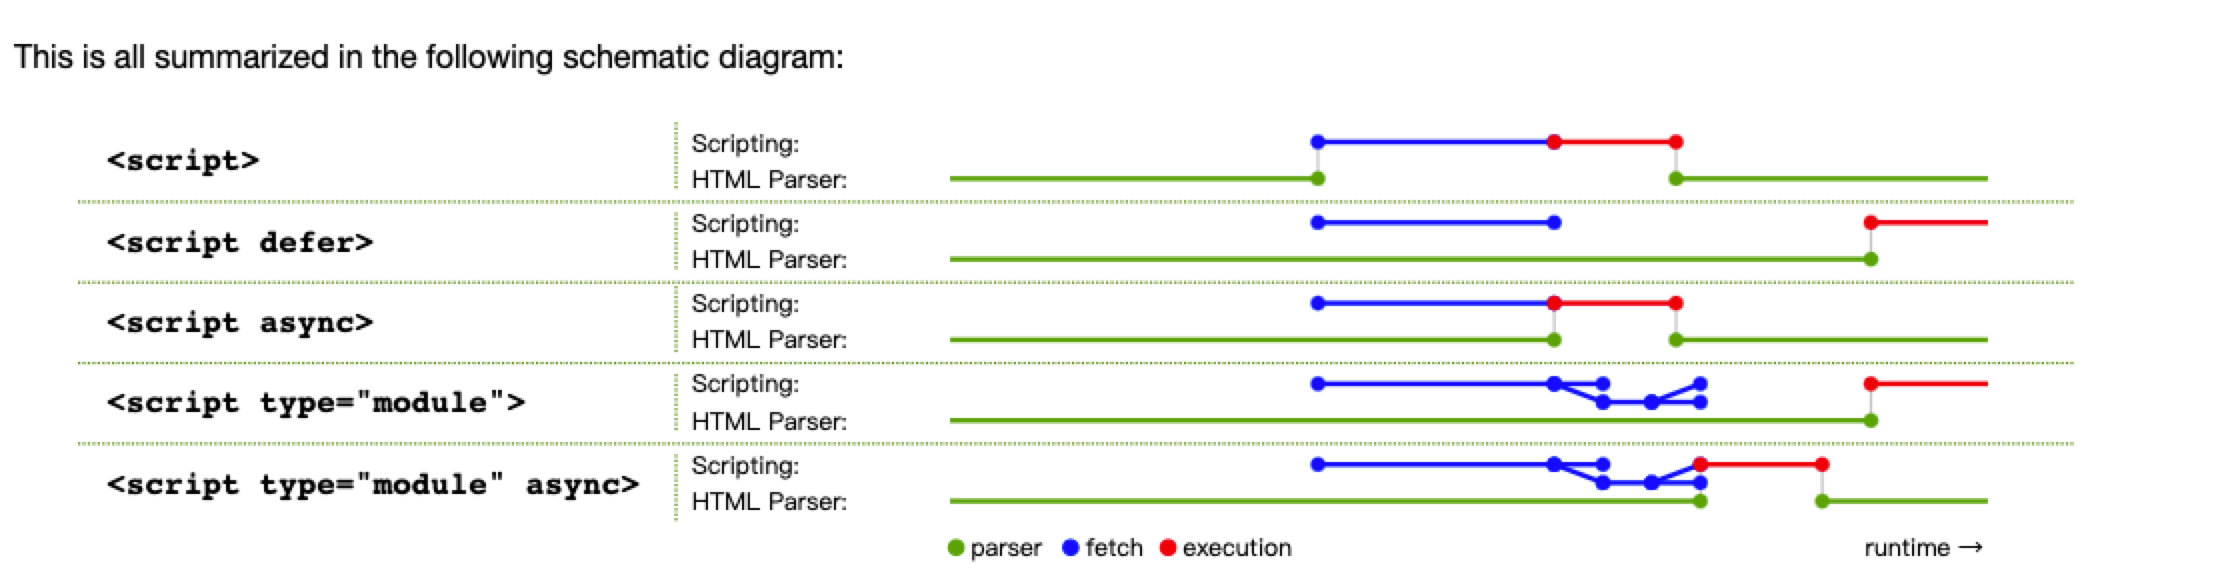 This is all summarized in the following schematic diagram:
<script>
Scripting:
HTML Parser:
<script defer>
Scripting:
HTML Parser:
<script async>
Scripting:
HTML Parser:
<script type="module">
Scripting:
HTML Parser:
<script type="module" async>
Scripting:
HTML Parser:
parser fetch execution runtime →